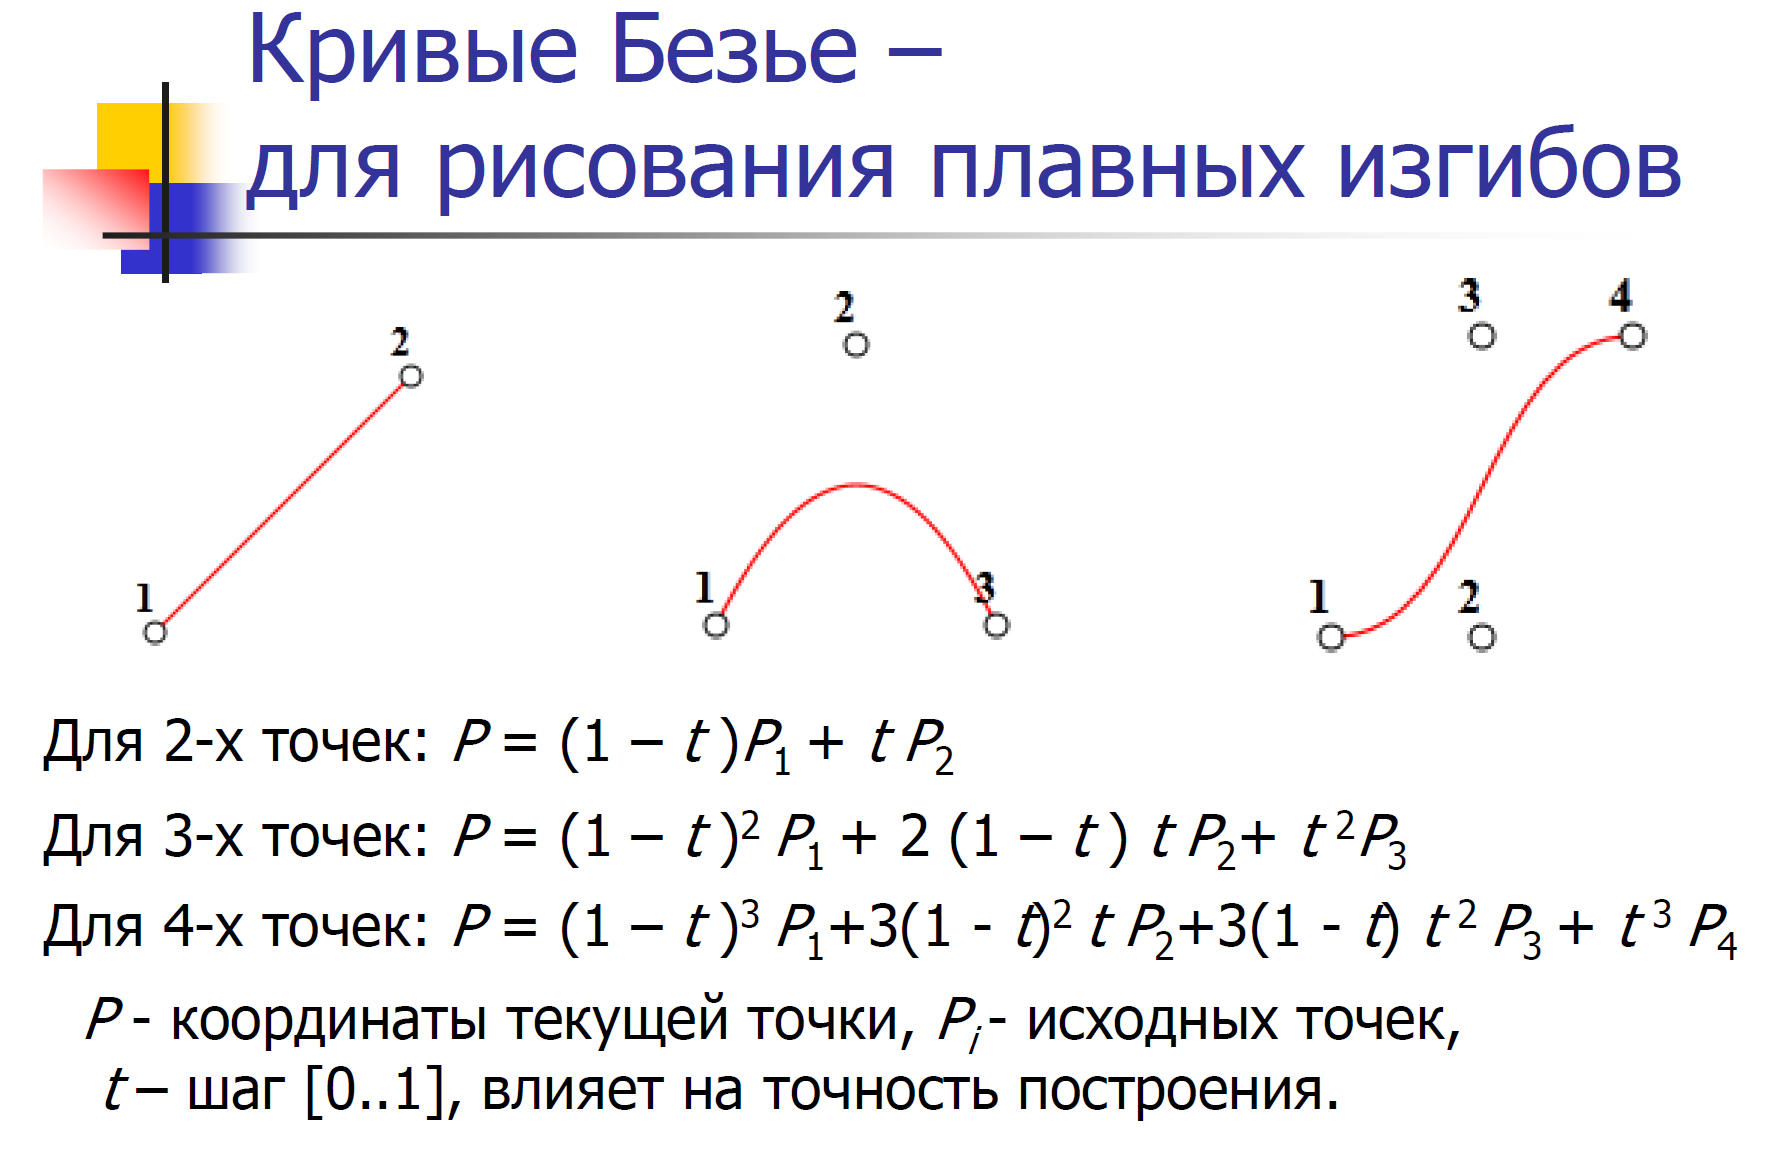 Кривые Безье –
для рисования плавных изгибов
2
1
2
1
3
3
4
1
2
Для 2-х точек: P = (1 – t )P₁ + t P₂
Для 3-х точек: P = (1 – t )² P₁ + 2 (1 – t ) t P₂+ t ²P₃
Для 4-х точек: P = (1 – t )³ P₁+3(1 - t)² t P₂+3(1 - t) t ² P₃ + t ³ P₄
P - координаты текущей точки, Pᵢ - исходных точек,
t – шаг [0..1], влияет на точность построения.